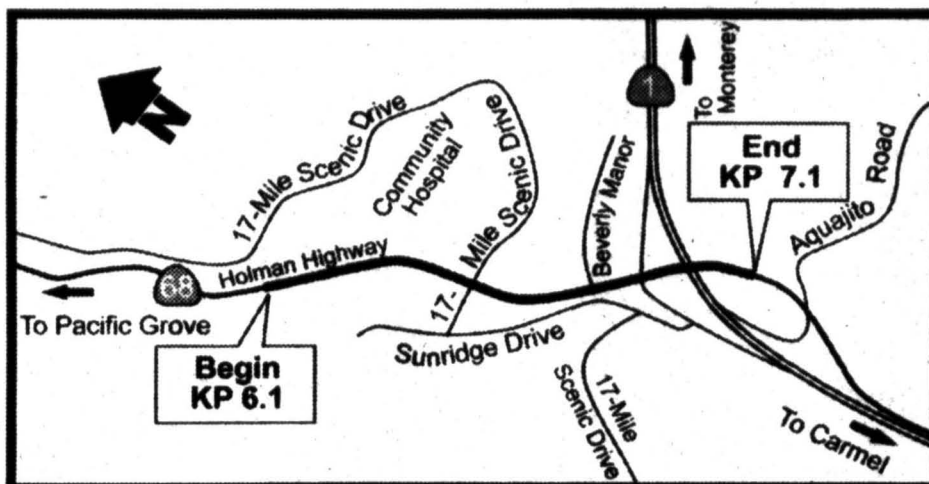 N
17-Mile Scenic Drive
Community
Hospital
17-Mile Scenic Drive
Beverly Manor
1
To
Monterey
End
KP 7.1
Aquajito
Road
68
Holman Highway
To Pacific Grove
Begin
KP 6.1
Sunridge Drive
17-Mile
Scenic Drive
To Carmel